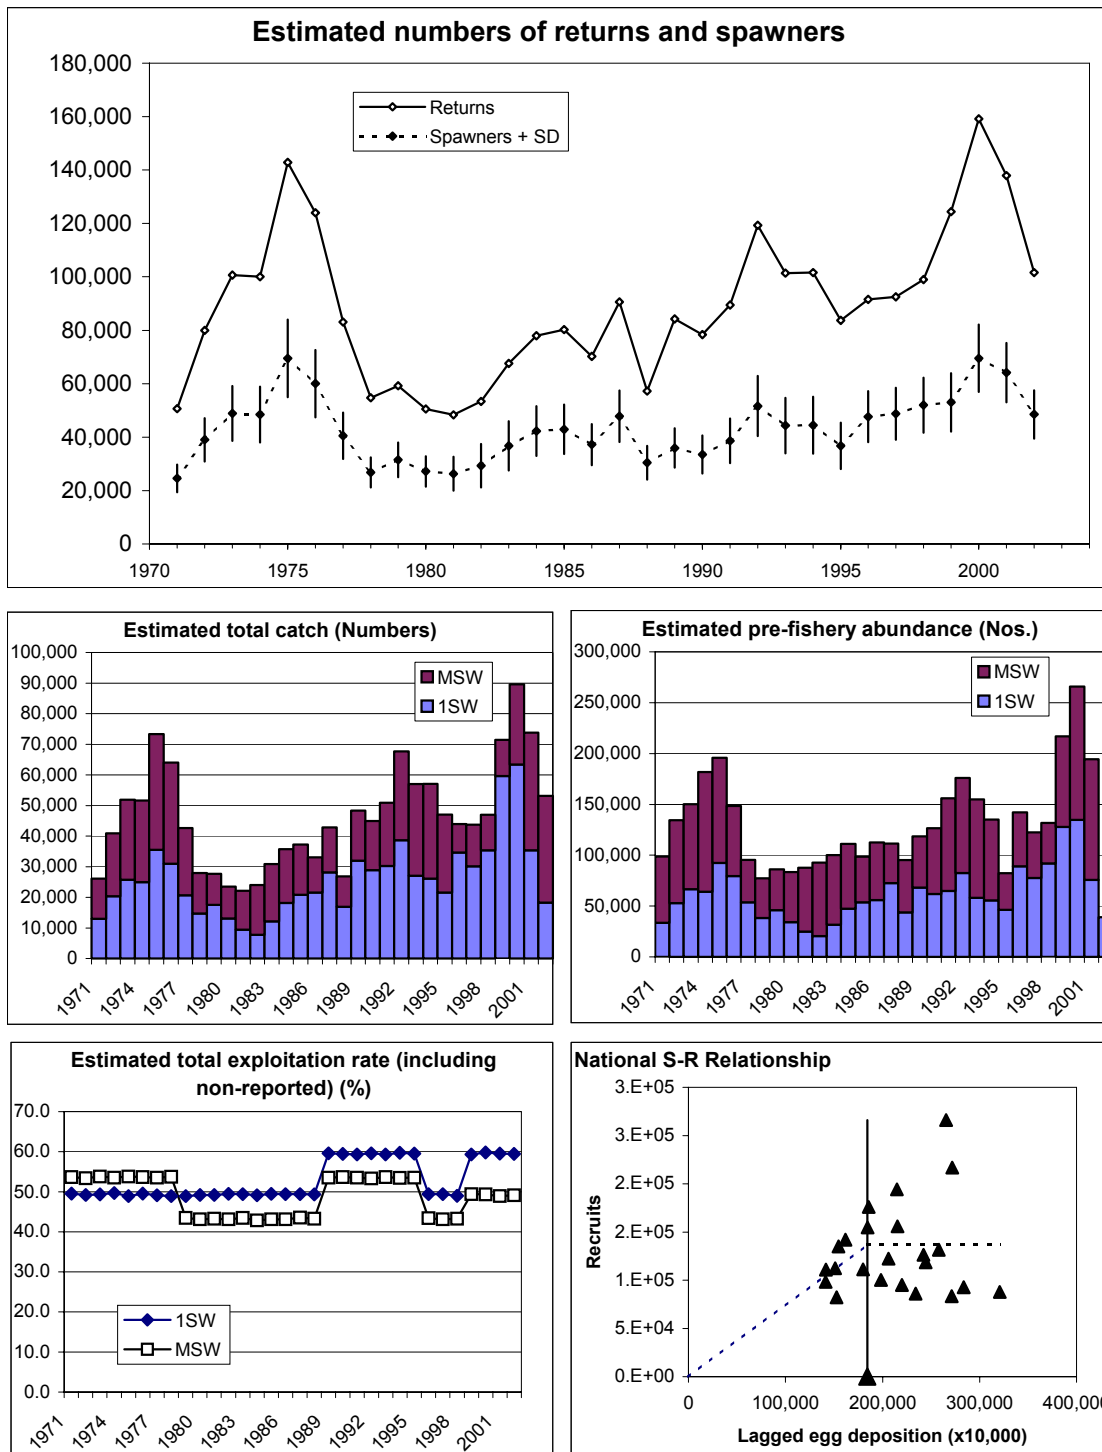 Estimated numbers of returns and spawners
180,000
160,000
140,000
120,000
100,000
80,000
60,000
40,000
20,000
0
Returns
Spawners + SD
1970 1975 1980 1985 1990 1995 2000
Estimated total catch (Numbers)
100,000
90,000
80,000
70,000
60,000
50,000
40,000
30,000
20,000
10,000
0
MSW
1SW
1971 1974 1977 1980 1983 1986 1989 1992 1995 1998 2001
Estimated pre-fishery abundance (Nos.)
300,000
250,000
200,000
150,000
100,000
50,000
0
MSW
1SW
1971 1974 1977 1980 1983 1986 1989 1992 1995 1998 2001
Estimated total exploitation rate (including
non-reported) (%)
70.0
60.0
50.0
40.0
30.0
20.0
10.0
0.0
1SW
MSW
1971 1974 1977 1980 1983 1986 1989 1992 1995 1998 2001
National S-R Relationship
3.E+05
3.E+05
2.E+05
2.E+05
1.E+05
5.E+04
0.E+00
Recruits
0 100,000 200,000 300,000 400,00
Lagged egg deposition (x10,000)